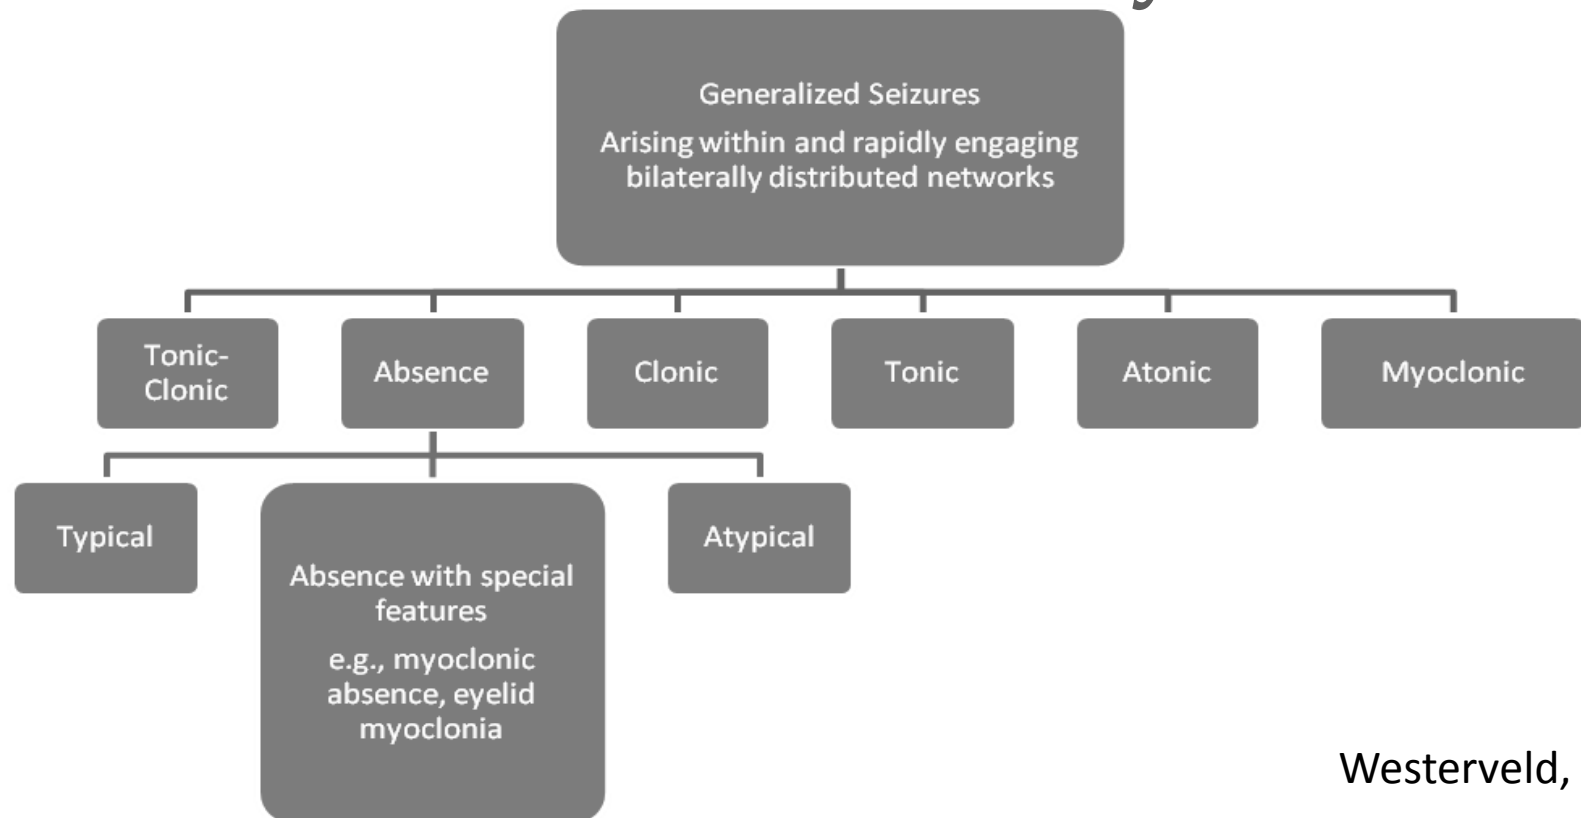 Generalized Seizures
Arising within and rapidly engaging
bilaterally distributed networks
Tonic-
Clonic
Absence
Clonic
Tonic
Atonic
Myoclonic
Typical
Absence with special
features
e.g., myoclonic
absence, eyelid
myoclonia
Atypical
Westerveld,